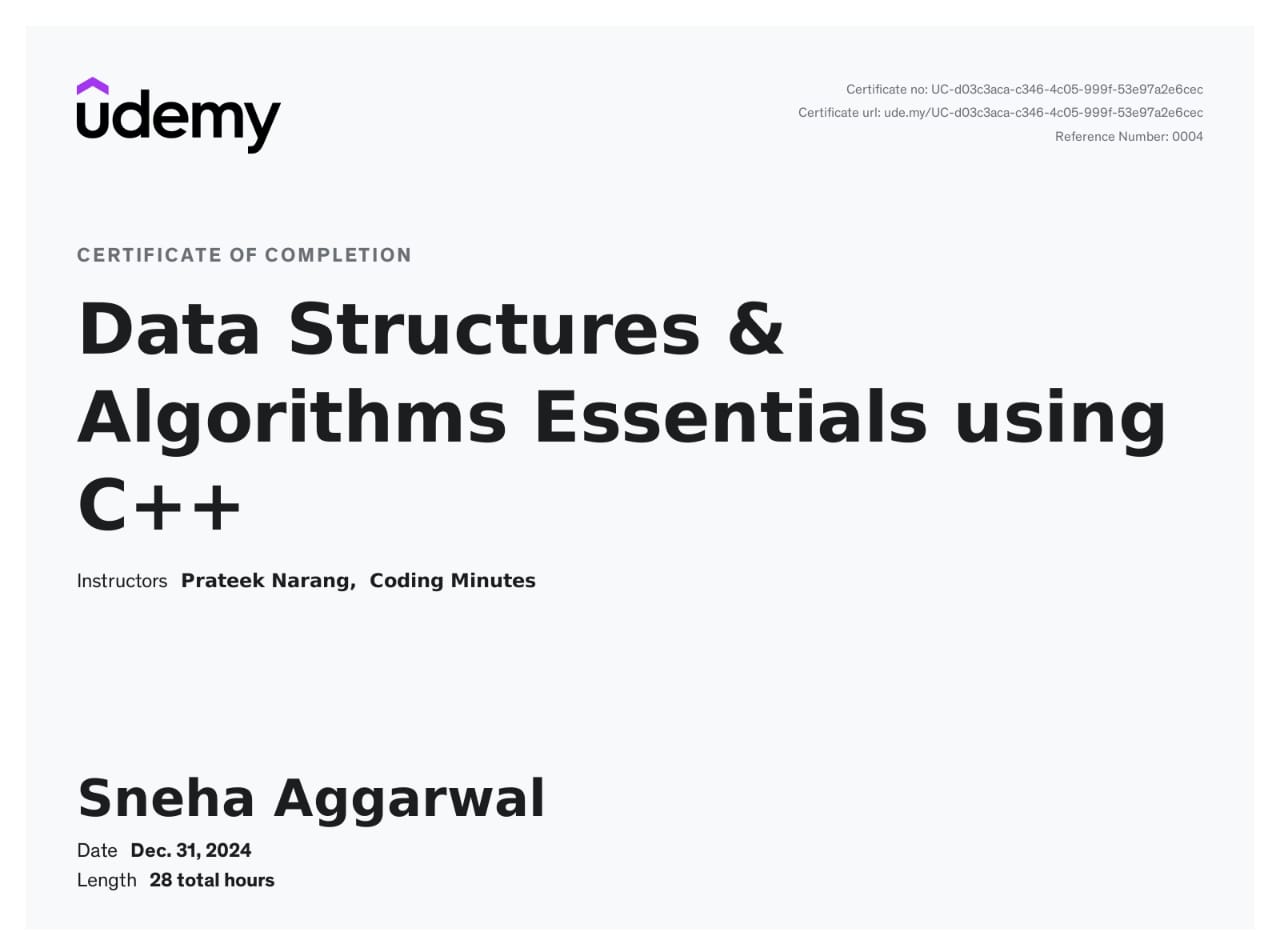 udemy
Certificate no: UC-d03c3aca-c346-4c05-999f-53e97a2e6cec
Certificate url: ude.my/UC-d03c3aca-c346-4c05-999f-53e97a2e6cec
Reference Number: 0004
CERTIFICATE OF COMPLETION
Data Structures &
Algorithms Essentials using
C++
Instructors Prateek Narang, Coding Minutes
Sneha Aggarwal
Date Dec. 31, 2024
Length 28 total hours